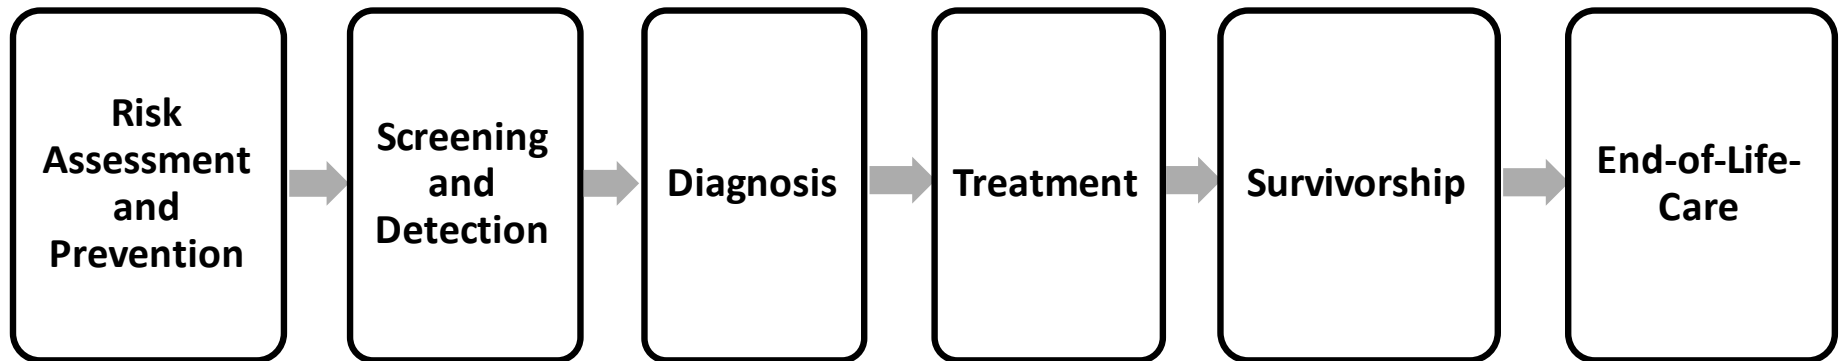 Risk
Assessment
and
Prevention
Screening
and
Detection
Diagnosis
Treatment
Survivorship
End-of-Life-
Care